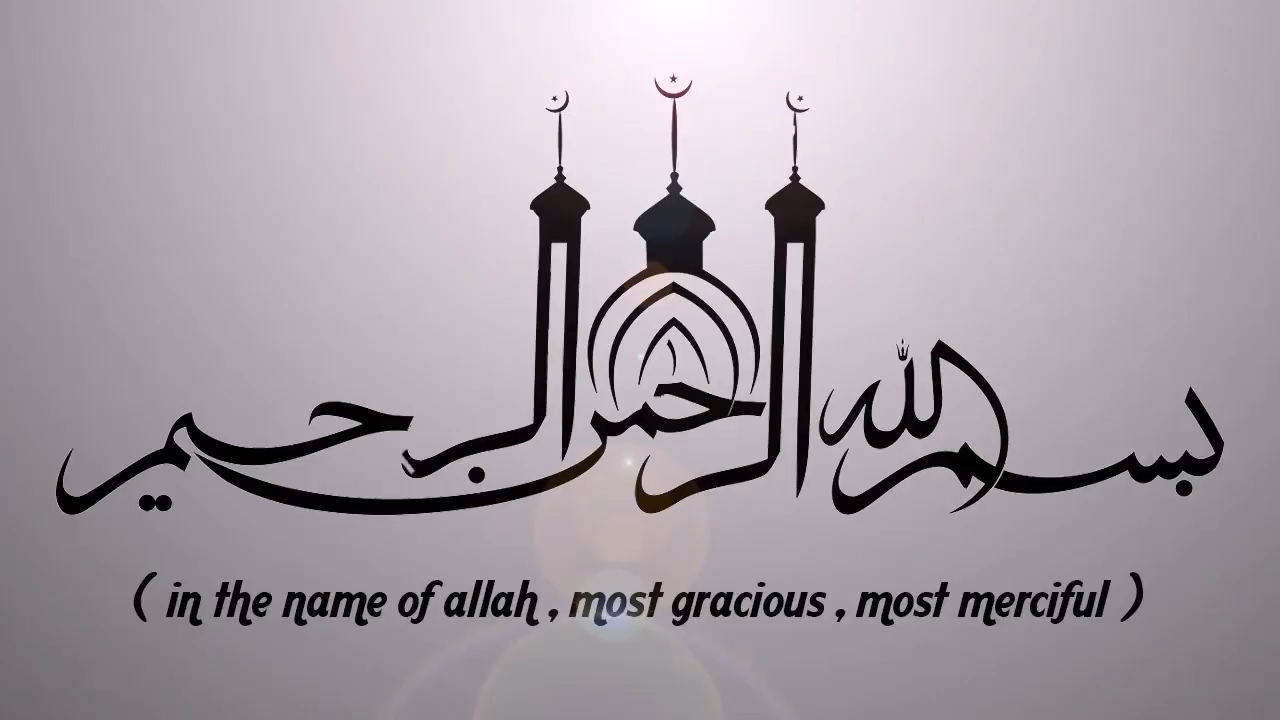 بسم الله الرحمن الرحيم
( in the name of allah , most gracious , most merciful )